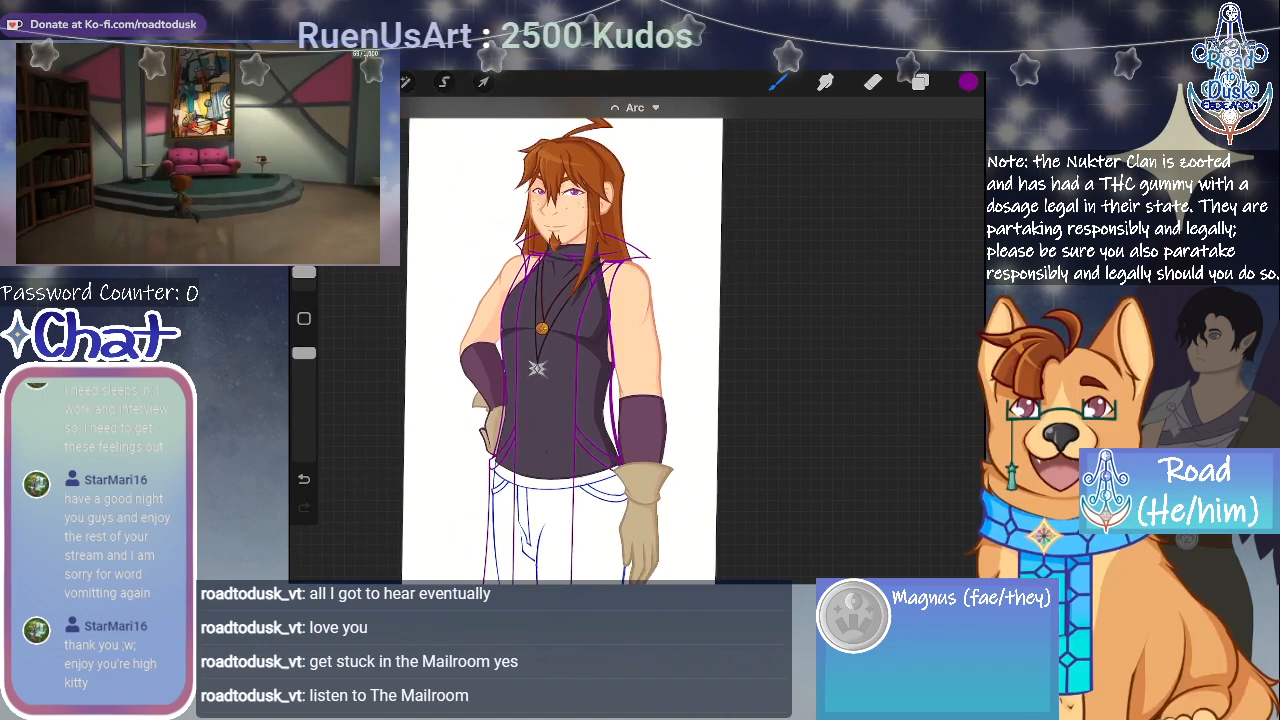 Donate at Ko-fi.com/roadtodusk
RuenUsArt : 2500 Kudos
Arc
Road
to
Dusk
Note: the Nukter Clan is zooted
and has had a THC gummy with a
dosage legal in their state. They are
partaking responsibly and legally;
please be sure you also paratake
responsibly and legally should you do so.
Password Counter: 0
Chat
I need sleeps n' I
work and interview
so, I need to get
these feelings out
StarMari16
have a good night
you guys and enjoy
the rest of your
stream and I am
sorry for word
vomitting again
StarMari16
thank you ;w;
enjoy you're high
kitty
roadtodusk_vt: all I got to hear eventually
roadtodusk_vt: love you
roadtodusk_vt: get stuck in the Mailroom yes
roadtodusk_vt: listen to The Mailroom
Road
(He/him)
Magnus (fae/they)